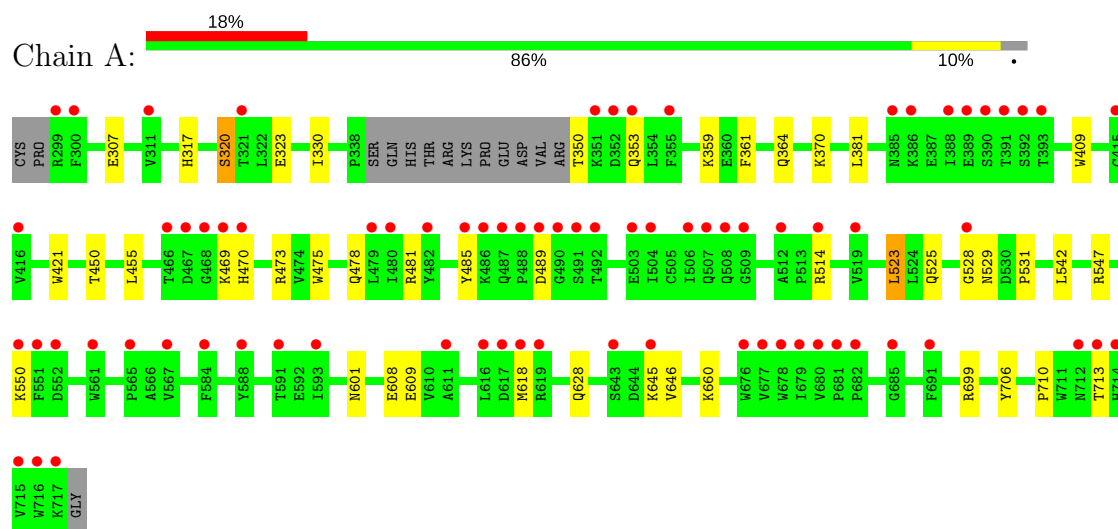 18%
Chain A:
86% 10% •
CYS PRO R299 F300 E307 V311 H317 S320 T321 L322 E323 I330 P338 SER GLN HIS THR ARG LYS PRO GLU ASP VAL ARG T350 K351 D352 Q353 L354 F355 K359 E360 F361 Q364 K370 L381 N385 K386 E387 I388 E389 S390 T391 S392 T393 W409 C415
V416 W421 T450 L455 T466 D467 G468 K469 H470 R473 V474 W475 Q478 L479 I480 R481 Y482 Y485 K486 Q487 P488 D489 G490 S491 T492 E503 I504 C505 I506 Q507 Q508 G509 A512 P513 R514 V519 L523 L524 Q525 G528 N529 D530 P531 L542 R547
K550 F551 D552 W561 P565 A566 V567 F584 Y588 T591 E592 I593 N601 E608 E609 V610 A611 L616 D617 M618 R619 Q628 S643 D644 K645 V646 K660 W676 V677 W678 I679 V680 P681 P682 G685 F691 R699 Y706 P710 W711 N712 T713 H714
V715 W716 K717 GLY